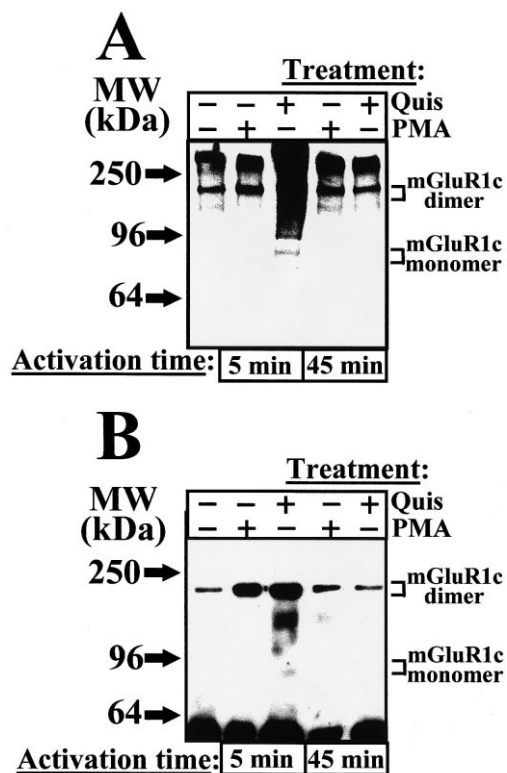 A
Treatment:
MW
(kDa)
– – + – + Quis
– + – + – PMA
250
mGluR1c
dimer
96
mGluR1c
monomer
64
Activation time: 5 min 45 min
B
Treatment:
MW
(kDa)
– – + – + Quis
– + – + – PMA
250
mGluR1c
dimer
96
mGluR1c
monomer
64
Activation time: 5 min 45 min